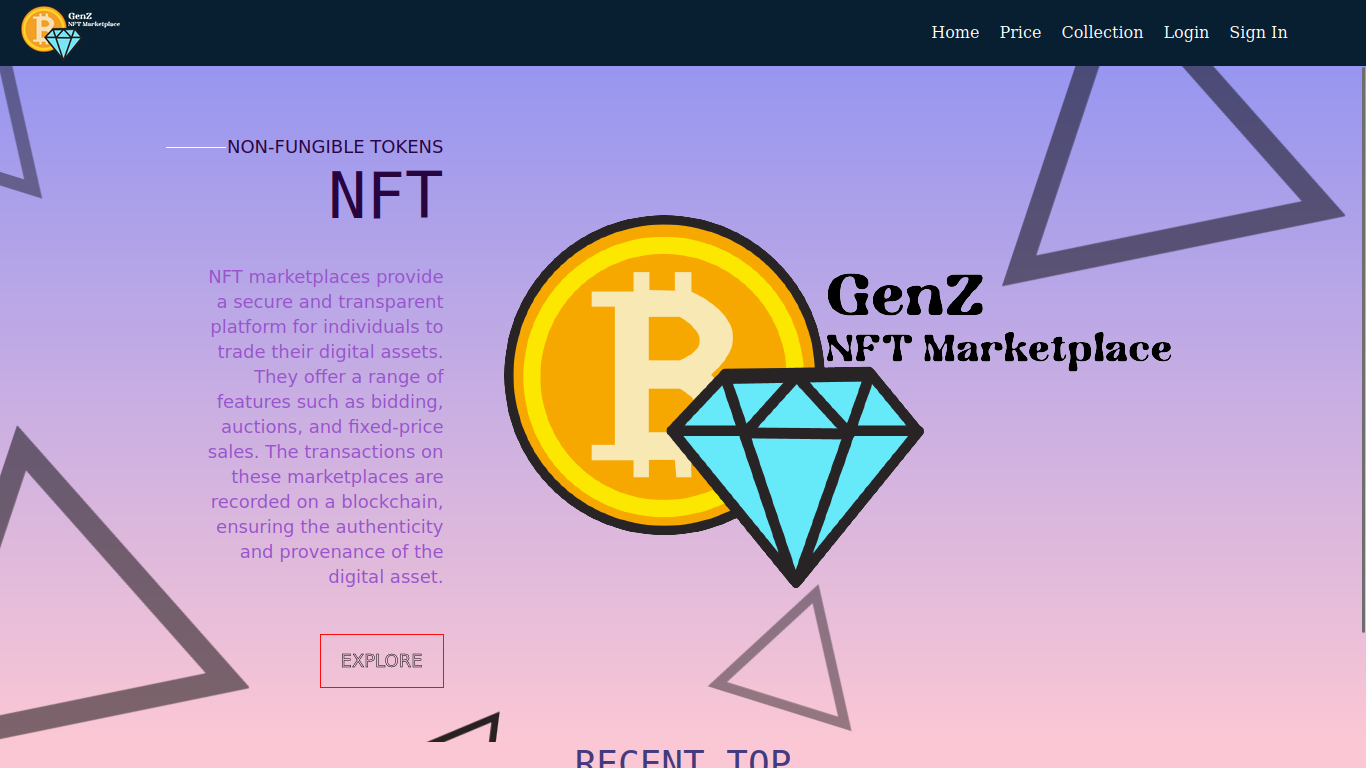 GenZ
NFT Marketplace
Home Price Collection Login Sign In
NON-FUNGIBLE TOKENS
NFT
NFT marketplaces provide
a secure and transparent
platform for individuals to
trade their digital assets.
They offer a range of
features such as bidding,
auctions, and fixed-price
sales. The transactions on
these marketplaces are
recorded on a blockchain,
ensuring the authenticity
and provenance of the
digital asset.
EXPLORE
GenZ
NFT Marketplace
RECENT TOP